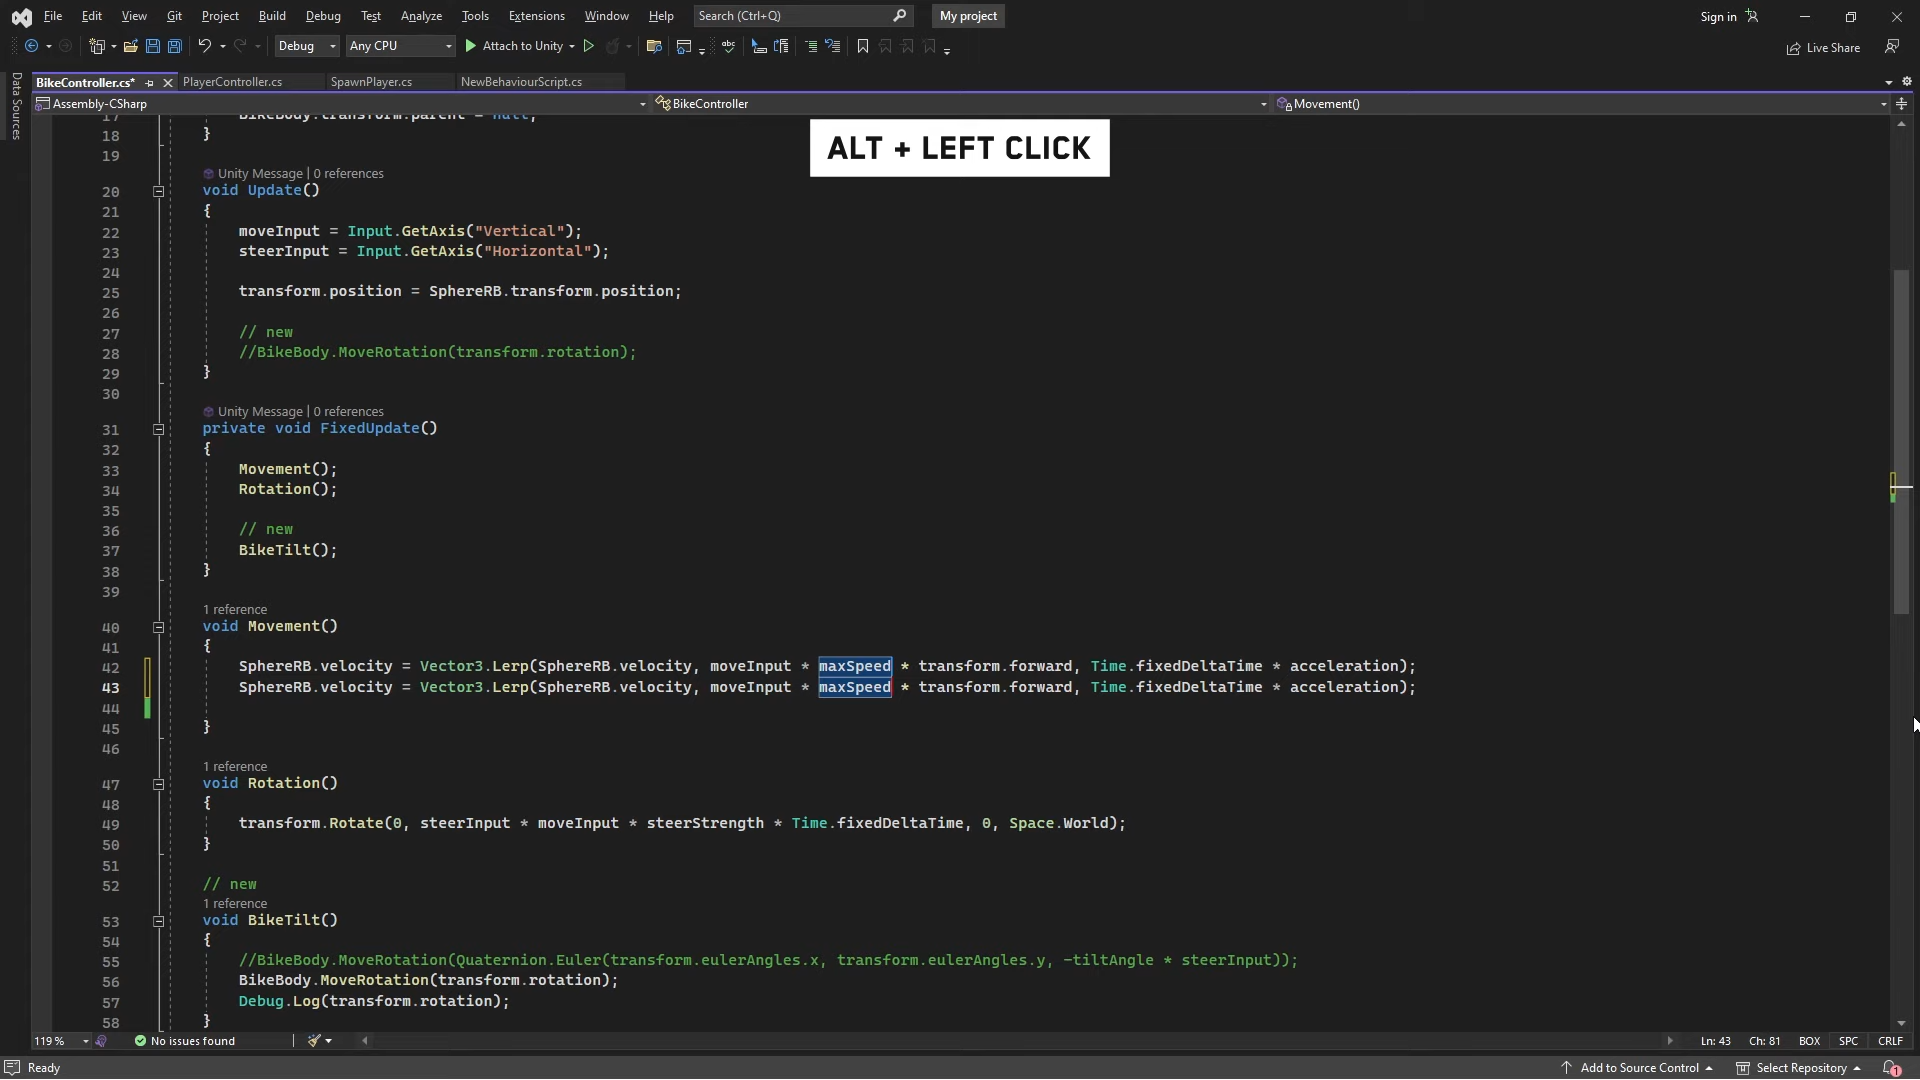 File Edit View Git Project Build Debug Test Analyze Tools Extensions Window Help Search (Ctrl+Q) My project Sign in
Debug Any CPU Attach to Unity Live Share
BikeController.cs* PlayerController.cs SpawnPlayer.cs NewBehaviourScript.cs
Data Sources
Assembly-CSharp BikeController Movement()
ALT + LEFT CLICK
17 BikeBody.transform.parent = null;
18 }
19
Unity Message | 0 references
20 void Update()
21 {
22 moveInput = Input.GetAxis("Vertical");
23 steerInput = Input.GetAxis("Horizontal");
24
25 transform.position = SphereRB.transform.position;
26
27 // new
28 //BikeBody.MoveRotation(transform.rotation);
29 }
30
Unity Message | 0 references
31 private void FixedUpdate()
32 {
33 Movement();
34 Rotation();
35
36 // new
37 BikeTilt();
38 }
39
1 reference
40 void Movement()
41 {
42 SphereRB.velocity = Vector3.Lerp(SphereRB.velocity, moveInput * maxSpeed * transform.forward, Time.fixedDeltaTime * acceleration);
43 SphereRB.velocity = Vector3.Lerp(SphereRB.velocity, moveInput * maxSpeed * transform.forward, Time.fixedDeltaTime * acceleration);
44
45 }
46
1 reference
47 void Rotation()
48 {
49 transform.Rotate(0, steerInput * moveInput * steerStrength * Time.fixedDeltaTime, 0, Space.World);
50 }
51
52 // new
1 reference
53 void BikeTilt()
54 {
55 //BikeBody.MoveRotation(Quaternion.Euler(transform.eulerAngles.x, transform.eulerAngles.y, -tiltAngle * steerInput));
56 BikeBody.MoveRotation(transform.rotation);
57 Debug.Log(transform.rotation);
58 }
119 % No issues found Ln: 43 Ch: 81 BOX SPC CRLF
Ready Add to Source Control Select Repository 1